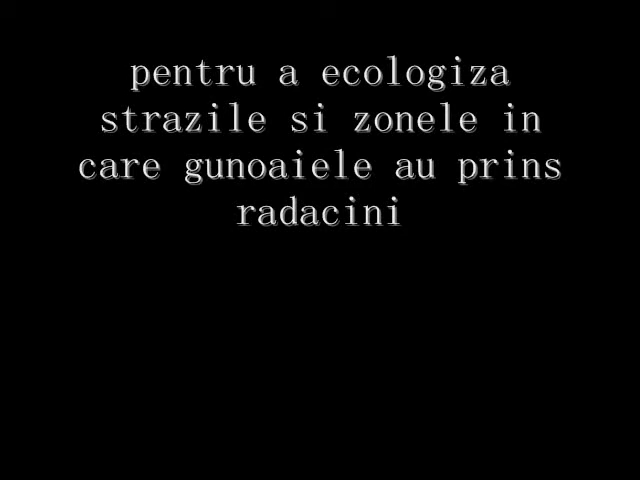 pentru a ecologiza
strazile si zonele in
care gunoaiele au prins
radacini